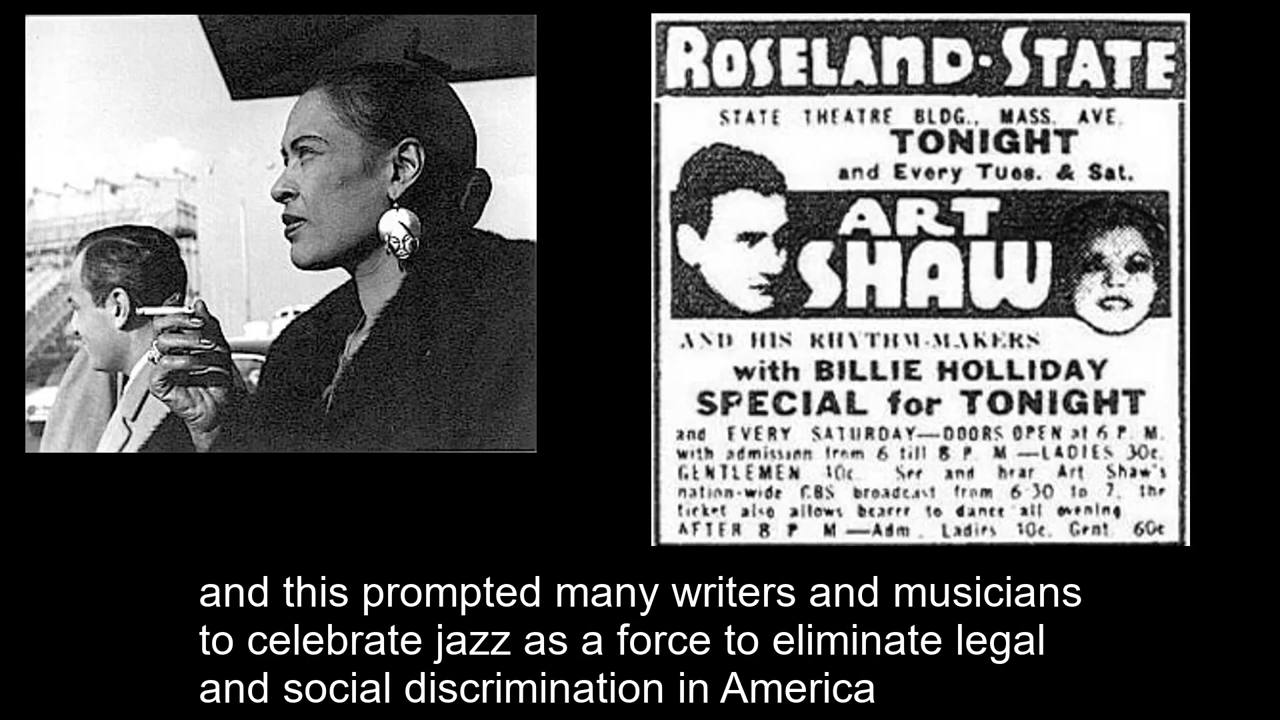 ROSELAND-STATE
STATE THEATRE BLDG., MASS. AVE.
TONIGHT
and Every Tues. & Sat.
ART
SHAW
AND HIS RHYTHM-MAKERS
with BILLIE HOLLIDAY
SPECIAL for TONIGHT
and EVERY SATURDAY—DOORS OPEN at 6 P. M.
with admission from 6 till 8 P. M.—LADIES 30c.
GENTLEMEN 40c. See and hear Art Shaw's
nation-wide CBS broadcast from 6:30 to 7, the
ticket also allows bearer to dance all evening
AFTER 8 P M—Adm. Ladies 40c. Gent. 60c
and this prompted many writers and musicians
to celebrate jazz as a force to eliminate legal
and social discrimination in America